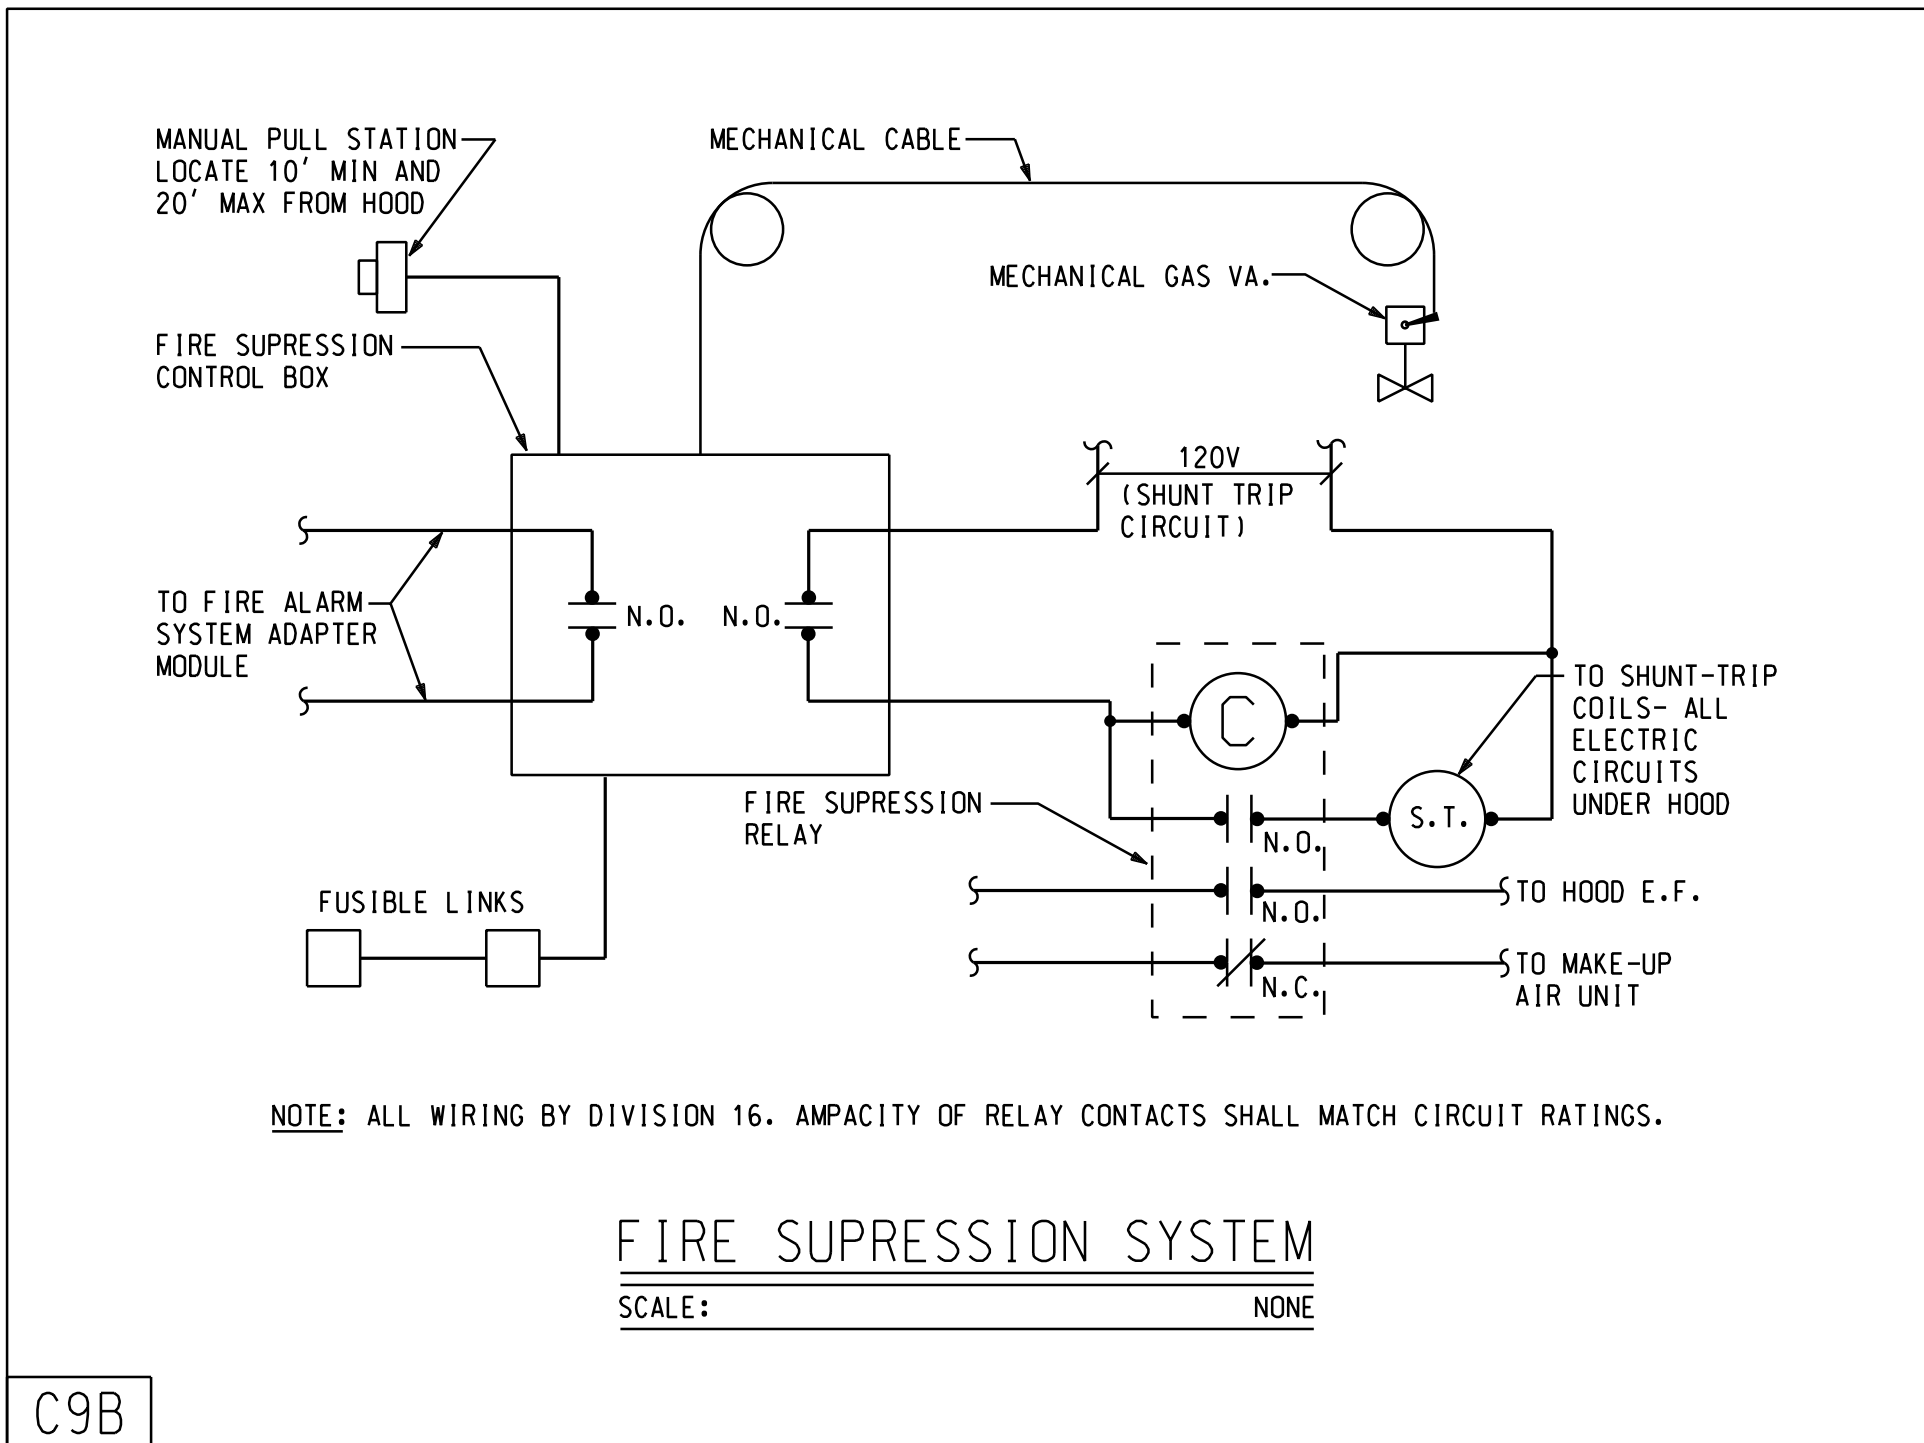 MANUAL PULL STATION
LOCATE 10' MIN AND
20' MAX FROM HOOD
MECHANICAL CABLE
MECHANICAL GAS VA.
FIRE SUPRESSION
CONTROL BOX
120V
(SHUNT TRIP
CIRCUIT)
TO FIRE ALARM
SYSTEM ADAPTER
MODULE
N.O.
N.O.
TO SHUNT-TRIP
COILS- ALL
ELECTRIC
CIRCUITS
UNDER HOOD
C
S.T.
FIRE SUPRESSION
RELAY
N.O.
N.O.
TO HOOD E.F.
FUSIBLE LINKS
N.C.
TO MAKE-UP
AIR UNIT
NOTE: ALL WIRING BY DIVISION 16. AMPACITY OF RELAY CONTACTS SHALL MATCH CIRCUIT RATINGS.
FIRE SUPRESSION SYSTEM
SCALE: NONE
C9B